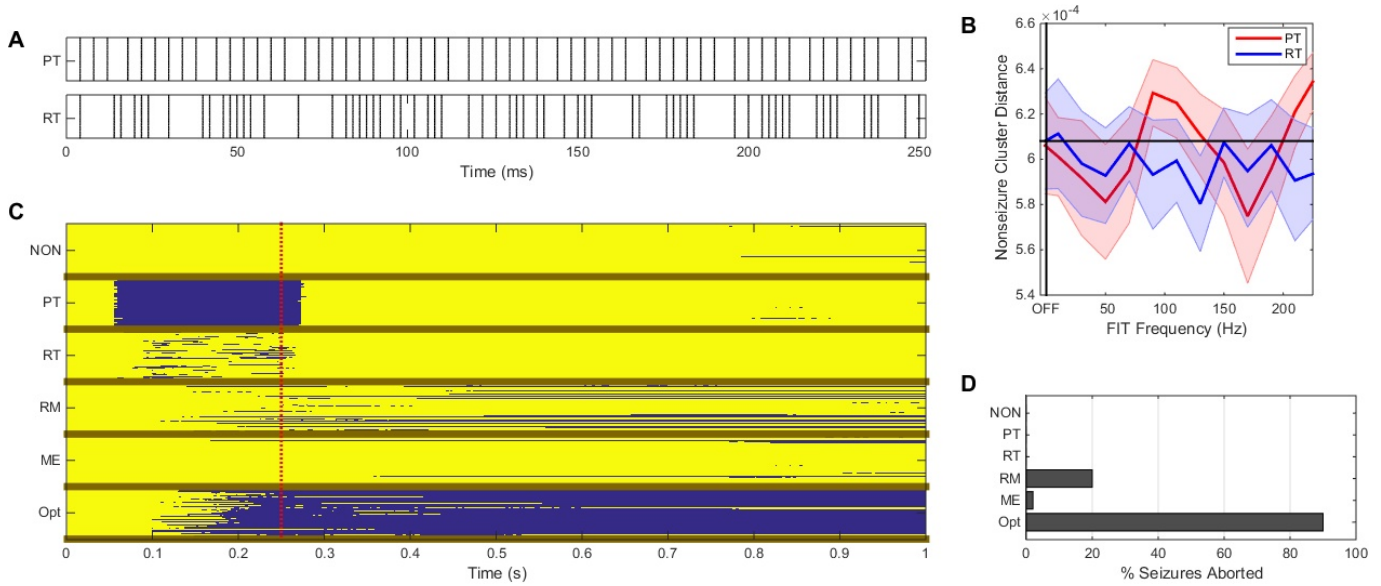 A
PT
RT
0 50 100 150 200 250
Time (ms)
B
×10⁻⁴
6.6
6.4
6.2
6
5.8
5.6
5.4
Nonseizure Cluster Distance
PT
RT
OFF 50 100 150 200
FIT Frequency (Hz)
C
NON
PT
RT
RM
ME
Opt
0 0.1 0.2 0.3 0.4 0.5 0.6 0.7 0.8 0.9 1
Time (s)
D
NON
PT
RT
RM
ME
Opt
0 20 40 60 80 100
% Seizures Aborted